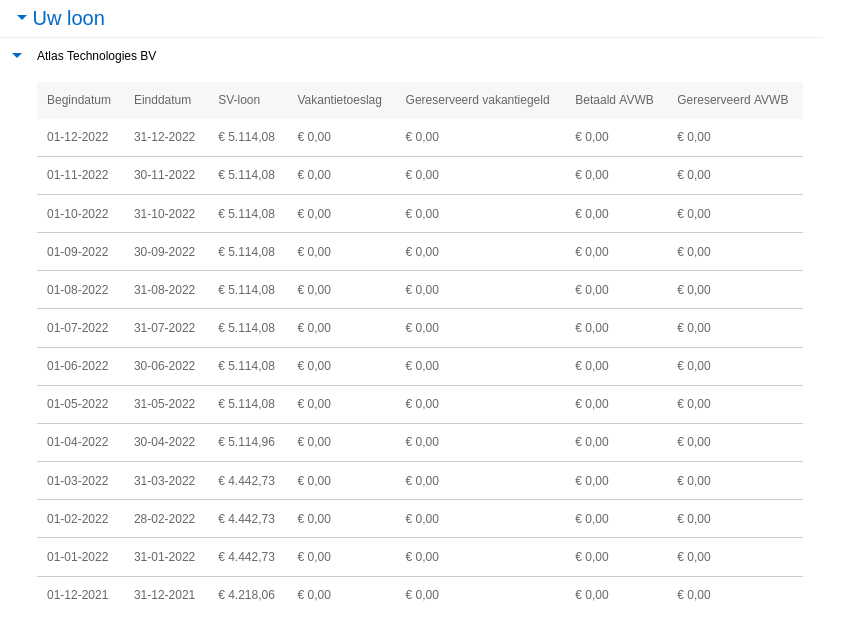 Uw loon
Atlas Technologies BV
Begindatum Einddatum SV-loon Vakantietoeslag Gereserveerd vakantiegeld Betaald AVWB Gereserveerd AVWB
01-12-2022 31-12-2022 € 5.114,08 € 0,00 € 0,00 € 0,00 € 0,00
01-11-2022 30-11-2022 € 5.114,08 € 0,00 € 0,00 € 0,00 € 0,00
01-10-2022 31-10-2022 € 5.114,08 € 0,00 € 0,00 € 0,00 € 0,00
01-09-2022 30-09-2022 € 5.114,08 € 0,00 € 0,00 € 0,00 € 0,00
01-08-2022 31-08-2022 € 5.114,08 € 0,00 € 0,00 € 0,00 € 0,00
01-07-2022 31-07-2022 € 5.114,08 € 0,00 € 0,00 € 0,00 € 0,00
01-06-2022 30-06-2022 € 5.114,08 € 0,00 € 0,00 € 0,00 € 0,00
01-05-2022 31-05-2022 € 5.114,08 € 0,00 € 0,00 € 0,00 € 0,00
01-04-2022 30-04-2022 € 5.114,96 € 0,00 € 0,00 € 0,00 € 0,00
01-03-2022 31-03-2022 € 4.442,73 € 0,00 € 0,00 € 0,00 € 0,00
01-02-2022 28-02-2022 € 4.442,73 € 0,00 € 0,00 € 0,00 € 0,00
01-01-2022 31-01-2022 € 4.442,73 € 0,00 € 0,00 € 0,00 € 0,00
01-12-2021 31-12-2021 € 4.218,06 € 0,00 € 0,00 € 0,00 € 0,00